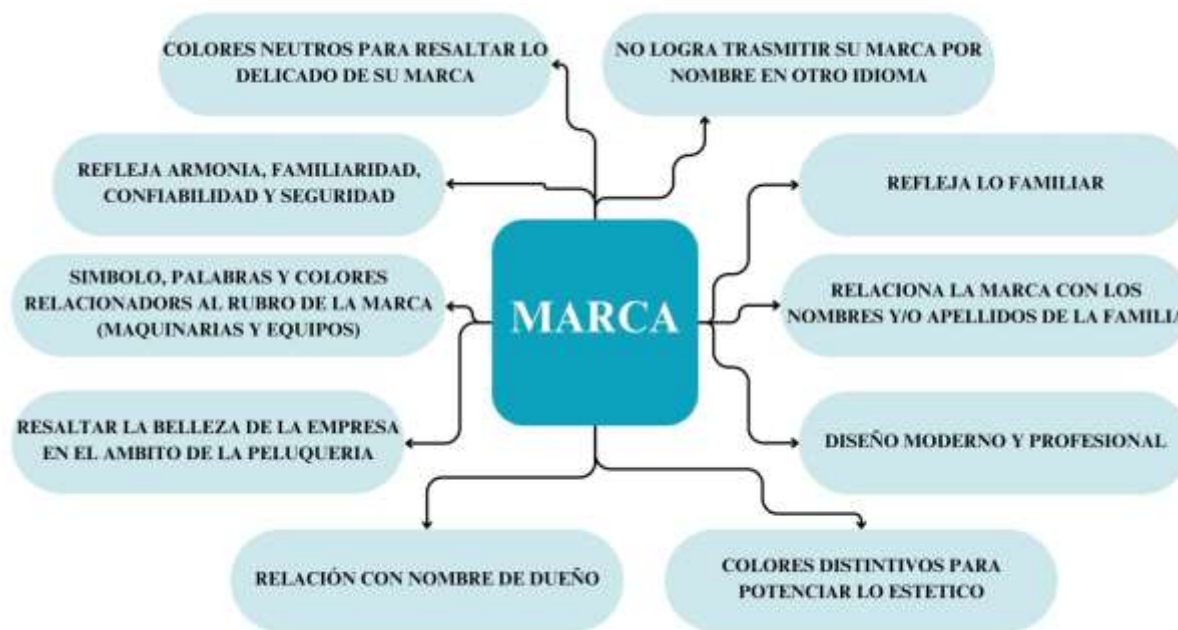 COLORES NEUTROS PARA RESALTAR LO
DELICADO DE SU MARCA
NO LOGRA TRASMITIR SU MARCA POR
NOMBRE EN OTRO IDIOMA
REFLEJA ARMONIA, FAMILIARIDAD,
CONFIABILIDAD Y SEGURIDAD
REFLEJA LO FAMILIAR
SIMBOLO, PALABRAS Y COLORES
RELACIONADORS AL RUBRO DE LA MARCA
(MAQUINARIAS Y EQUIPOS)
MARCA
RELACIONA LA MARCA CON LOS
NOMBRES Y/O APELLIDOS DE LA FAMILIA
RESALTAR LA BELLEZA DE LA EMPRESA
EN EL AMBITO DE LA PELUQUERIA
DISEÑO MODERNO Y PROFESIONAL
RELACIÓN CON NOMBRE DE DUEÑO
COLORES DISTINTIVOS PARA
POTENCIAR LO ESTETICO